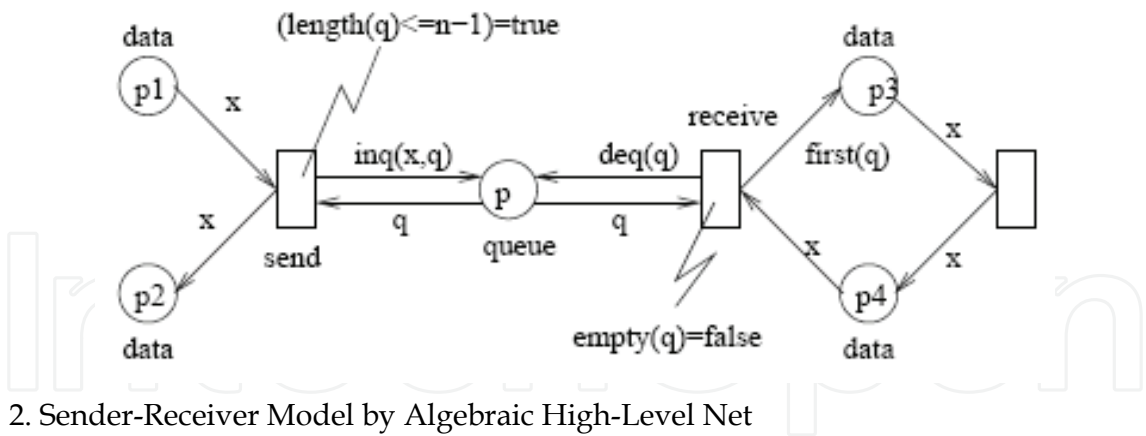 (length(q)<=n−1)=true
data
data
p1
p3
x
x
receive
inq(x,q)
deq(q)
first(q)
p
x
q
q
x
x
send
queue
p2
p4
empty(q)=false
data
data
2. Sender-Receiver Model by Algebraic High-Level Net